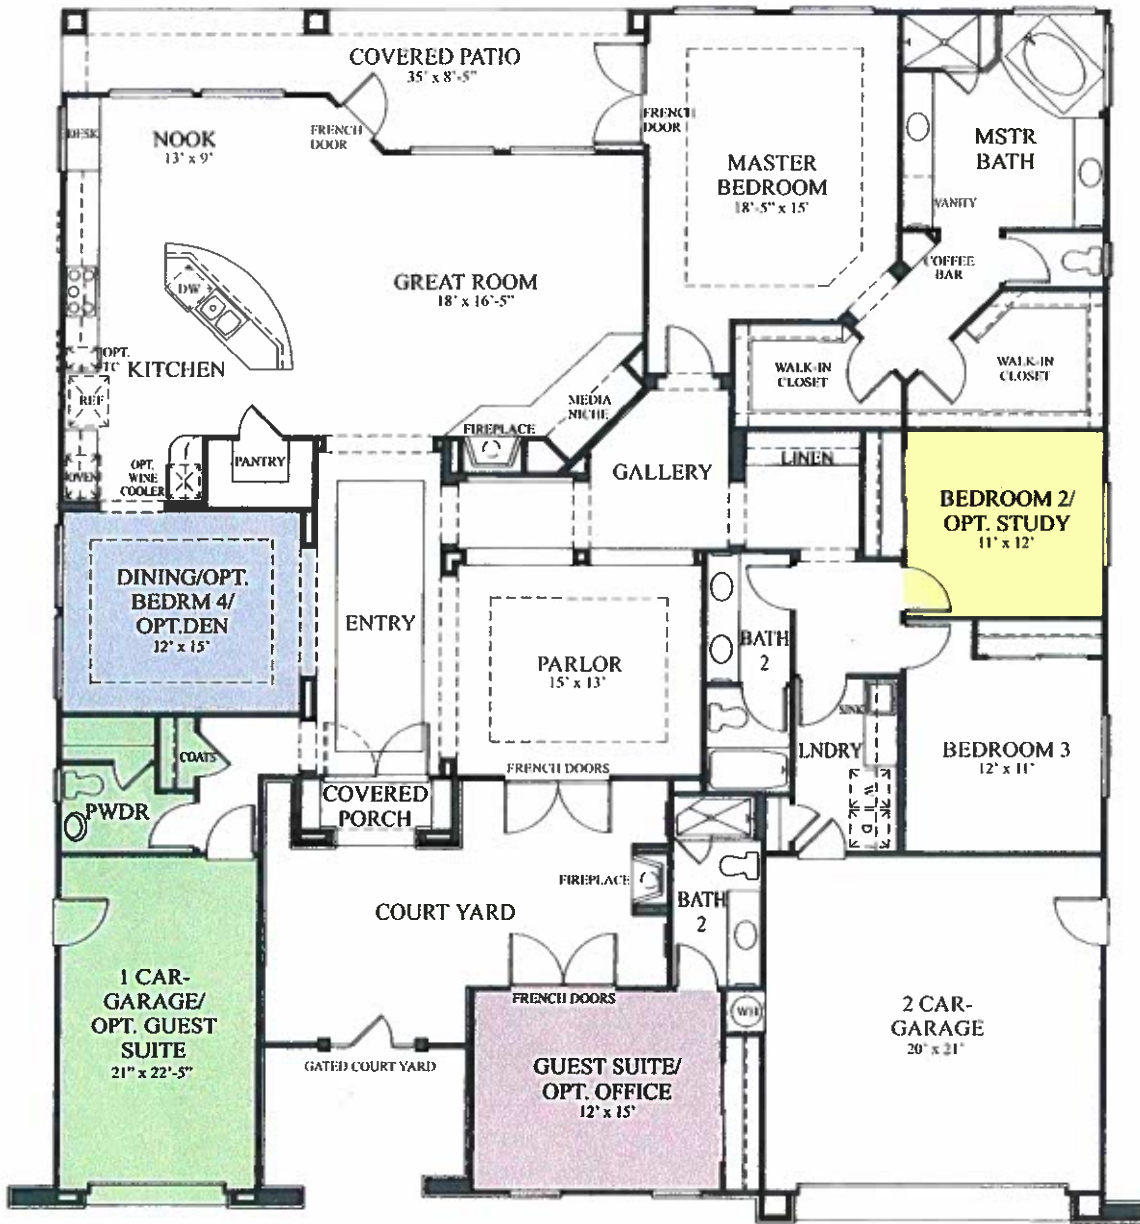 COVERED PATIO
35' x 8'-5"
FRENCH
DOOR
FRENCH
DOOR
DESK
NOOK
13' x 9'
MASTER
BEDROOM
18'-5" x 15'
MSTR
BATH
VANITY
COFFEE
BAR
DW
GREAT ROOM
18' x 16'-5"
OPT.
KITCHEN
REF
WALK-IN
CLOSET
WALK-IN
CLOSET
MEDIA
NICHE
FIREPLACE
PANTRY
OPT.
WINE
COOLER
OVEN
GALLERY
LINEN
BEDROOM 2/
OPT. STUDY
11' x 12'
DINING/OPT.
BEDRM 4/
OPT.DEN
12' x 15'
ENTRY
PARLOR
15' x 13'
BATH
2
SINK
LNDRY
W
D
BEDROOM 3
12' x 11'
COATS
PWDR
COVERED
PORCH
FRENCH DOORS
FIREPLACE
COURT YARD
BATH
2
1 CAR-
GARAGE/
OPT. GUEST
SUITE
21" x 22'-5"
FRENCH DOORS
WH
2 CAR-
GARAGE
20' x 21'
GATED COURT YARD
GUEST SUITE/
OPT. OFFICE
12' x 15'